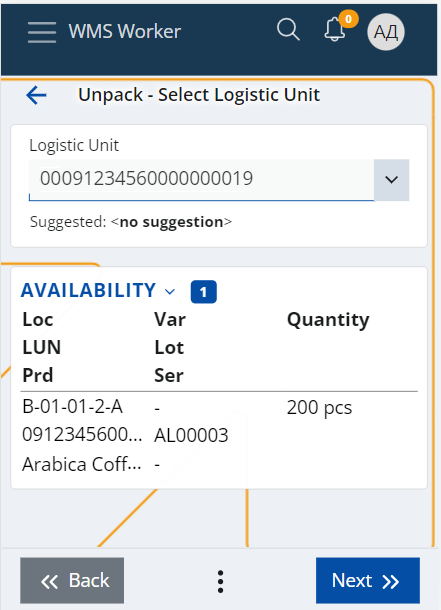 WMS Worker 0 АД
Unpack - Select Logistic Unit
Logistic Unit
00091234560000000019
Suggested: <no suggestion>
AVAILABILITY 1
Loc Var Quantity
LUN Lot
Prd Ser
B-01-01-2-A - 200 pcs
0912345600... AL00003
Arabica Coff... -
Back Next